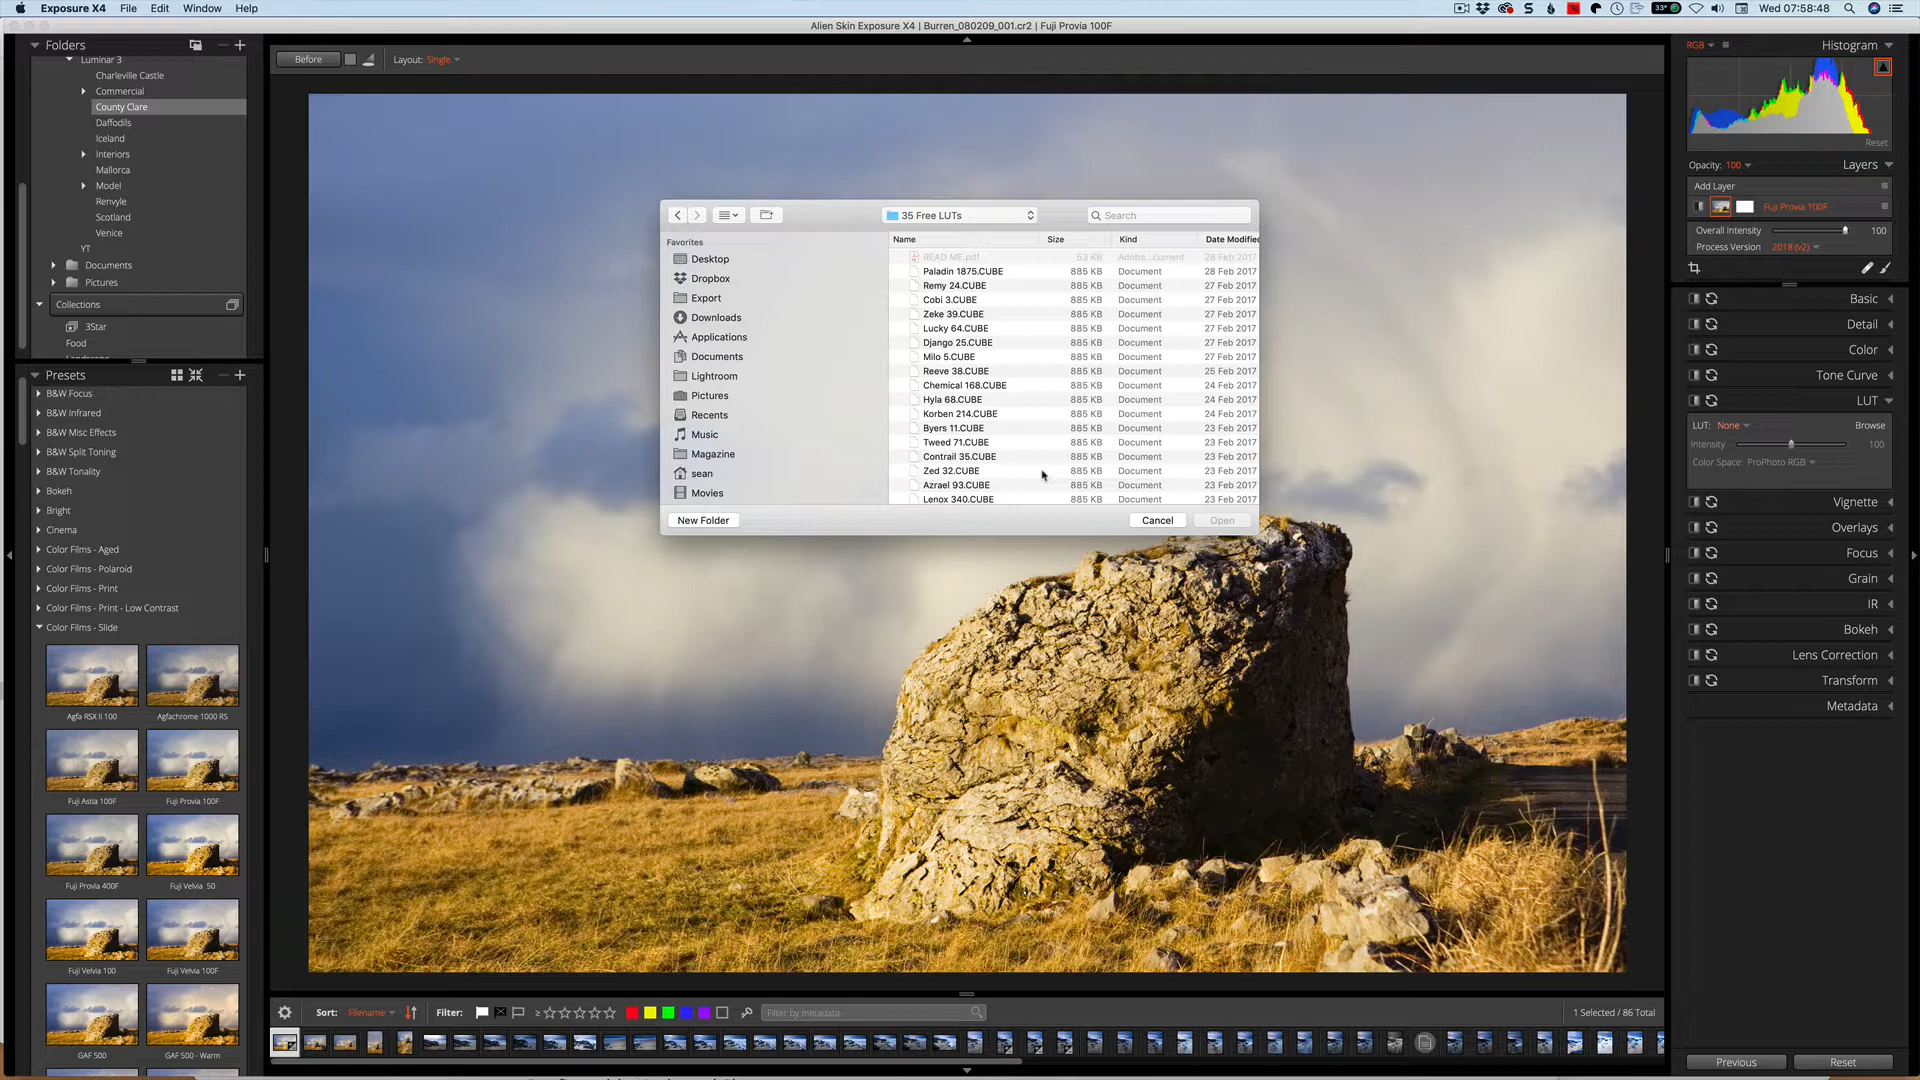 Exposure X4 File Edit Window Help
33° Wed 07:58:48
Alien Skin Exposure X4 | Burren_080209_001.cr2 | Fuji Provia 100F
Folders
Luminar 3
Charleville Castle
Commercial
County Clare
Daffodils
Iceland
Interiors
Mallorca
Model
Renvyle
Scotland
Venice
YT
Documents
Pictures
Collections
3Star
Food
Presets
B&W Focus
B&W Infrared
B&W Misc Effects
B&W Split Toning
B&W Tonality
Bokeh
Bright
Cinema
Color Films - Aged
Color Films - Polaroid
Color Films - Print
Color Films - Print - Low Contrast
Color Films - Slide
Agfa RSX II 100 Agfachrome 1000 RS
Fuji Astia 100F Fuji Provia 100F
Fuji Provia 400F Fuji Velvia 50
Fuji Velvia 100 Fuji Velvia 100F
GAF 500 GAF 500 - Warm
Before Layout: Single
35 Free LUTs Search
Favorites
Desktop
Dropbox
Export
Downloads
Applications
Documents
Lightroom
Pictures
Recents
Music
Magazine
sean
Movies
Name Size Kind Date Modified
READ ME.pdf 53 KB Adobe...cument 28 Feb 2017
Paladin 1875.CUBE 885 KB Document 28 Feb 2017
Remy 24.CUBE 885 KB Document 27 Feb 2017
Cobi 3.CUBE 885 KB Document 27 Feb 2017
Zeke 39.CUBE 885 KB Document 27 Feb 2017
Lucky 64.CUBE 885 KB Document 27 Feb 2017
Django 25.CUBE 885 KB Document 27 Feb 2017
Milo 5.CUBE 885 KB Document 27 Feb 2017
Reeve 38.CUBE 885 KB Document 25 Feb 2017
Chemical 168.CUBE 885 KB Document 24 Feb 2017
Hyla 68.CUBE 885 KB Document 24 Feb 2017
Korben 214.CUBE 885 KB Document 24 Feb 2017
Byers 11.CUBE 885 KB Document 23 Feb 2017
Tweed 71.CUBE 885 KB Document 23 Feb 2017
Contrail 35.CUBE 885 KB Document 23 Feb 2017
Zed 32.CUBE 885 KB Document 23 Feb 2017
Azrael 93.CUBE 885 KB Document 23 Feb 2017
Lenox 340.CUBE 885 KB Document 23 Feb 2017
New Folder Cancel Open
Sort: Filename Filter: Filter by metadata 1 Selected / 86 Total
RGB Histogram
Reset
Opacity: 100 Layers
Add Layer
Fuji Provia 100F
Overall Intensity 100
Process Version 2018 (v2)
Basic
Detail
Color
Tone Curve
LUT
LUT: None Browse
Intensity 100
Color Space: ProPhoto RGB
Vignette
Overlays
Focus
Grain
IR
Bokeh
Lens Correction
Transform
Metadata
Previous Reset